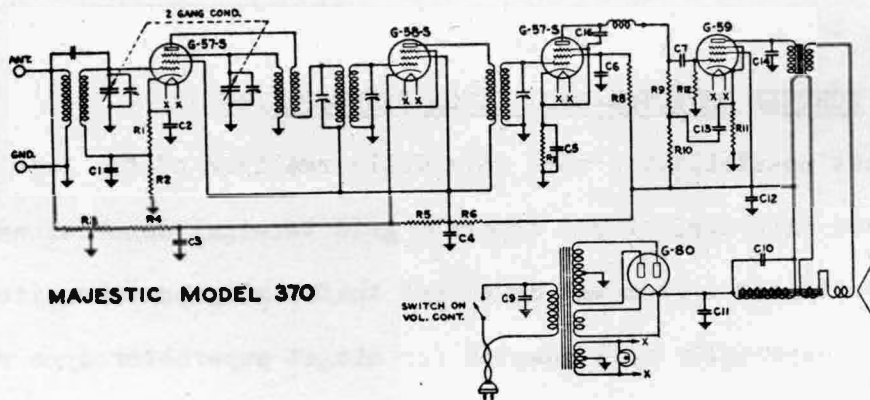 2 GANG COND.
G-57-S
G-58-S
G-57-S
G-59
ANT.
GND.
C16
C6
C7
C14
R8
R9
R12
R1
C2
C5
C13
R11
R10
C1
R2
C12
R3
R4
C3
R5
R6
C4
C10
G-80
MAJESTIC MODEL 370
SWITCH ON
VOL. CONT.
C9
C11
X X
X X
X X
X X
X
X